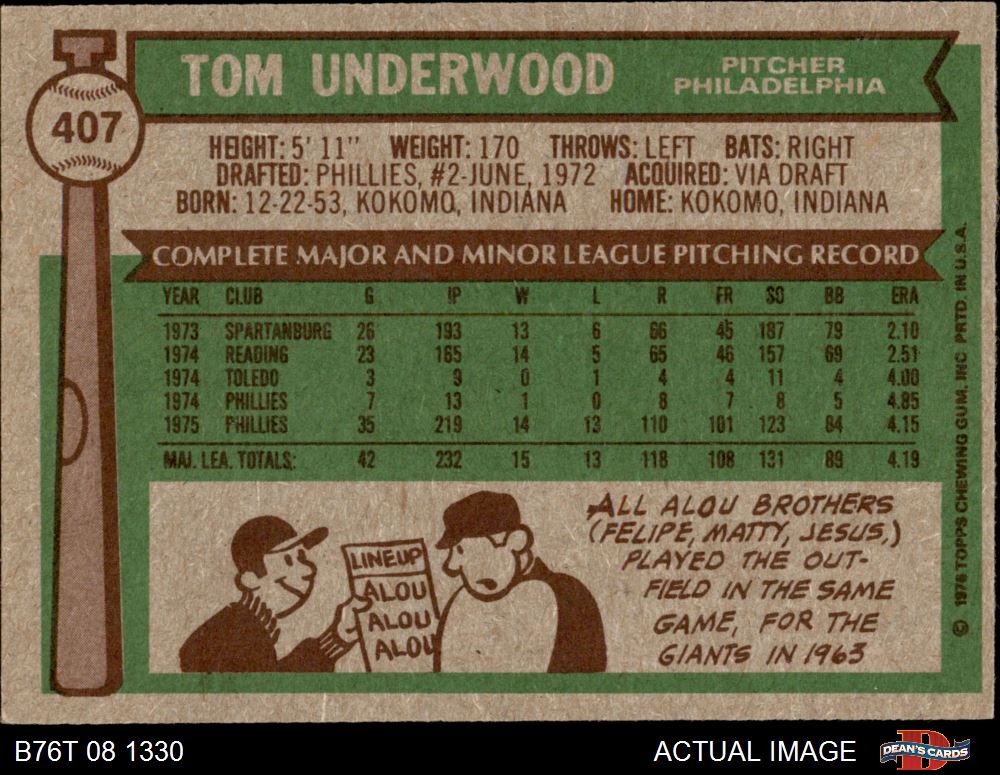 407
TOM UNDERWOOD
PITCHER
PHILADELPHIA
HEIGHT: 5' 11" WEIGHT: 170 THROWS: LEFT BATS: RIGHT
DRAFTED: PHILLIES, #2-JUNE, 1972 ACQUIRED: VIA DRAFT
BORN: 12-22-53, KOKOMO, INDIANA HOME: KOKOMO, INDIANA
COMPLETE MAJOR AND MINOR LEAGUE PITCHING RECORD
YEAR CLUB G IP W L R ER SO BB ERA
1973 SPARTANBURG 26 193 13 6 66 45 187 79 2.10
1974 READING 23 165 14 5 65 46 157 69 2.51
1974 TOLEDO 3 9 0 1 4 4 11 4 4.00
1974 PHILLIES 7 13 1 0 8 7 8 5 4.85
1975 PHILLIES 35 219 14 13 110 101 123 84 4.15
MAJ. LEA. TOTALS: 42 232 15 13 118 108 131 89 4.19
LINEUP
ALOU
ALOU
ALOU
ALL ALOU BROTHERS
(FELIPE, MATTY, JESUS,)
PLAYED THE OUT-
FIELD IN THE SAME
GAME, FOR THE
GIANTS IN 1963
© 1976 TOPPS CHEWING GUM, INC PRTD. IN U.S.A.
B76T 08 1330
ACTUAL IMAGE
D
DEAN'S CARDS